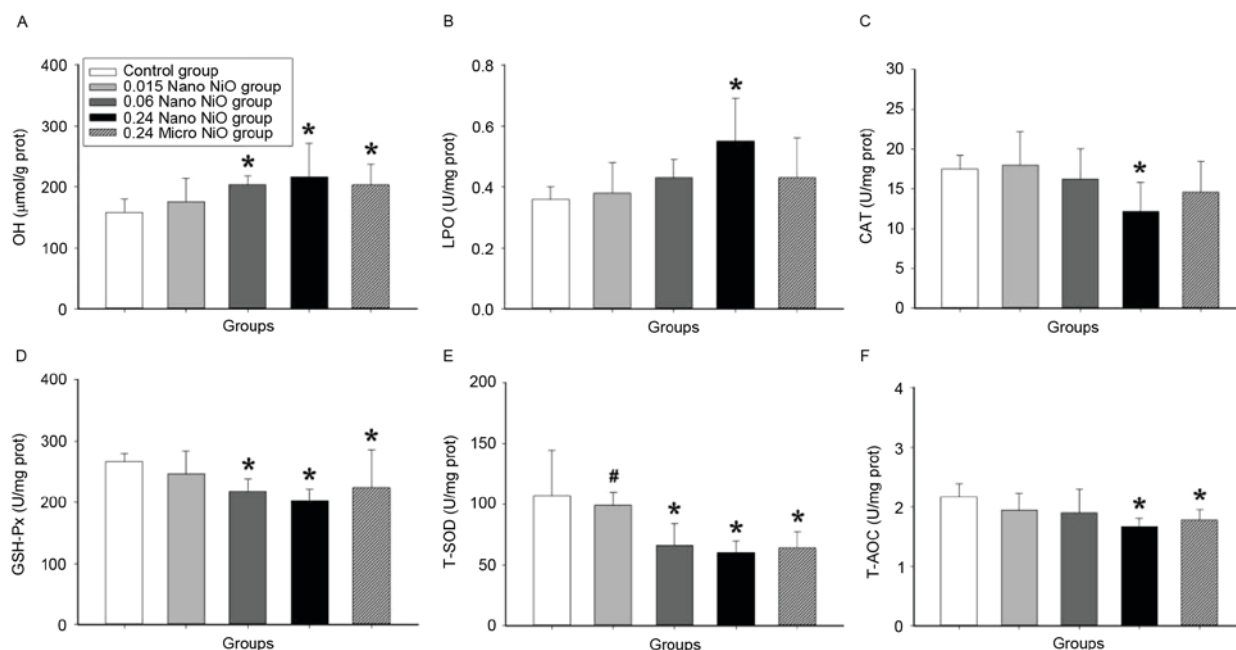 A
OH (μmol/g prot)
400
300
200
100
0
Control group
0.015 Nano NiO group
0.06 Nano NiO group
0.24 Nano NiO group
0.24 Micro NiO group
* * *
Groups
B
LPO (U/mg prot)
0.8
0.6
0.4
0.2
0.0
*
Groups
C
CAT (U/mg prot)
30
25
20
15
10
5
0
*
Groups
D
GSH-Px (U/mg prot)
400
300
200
100
0
* * *
Groups
E
T-SOD (U/mg prot)
200
150
100
50
0
# * * *
Groups
F
T-AOC (U/mg prot)
4
3
2
1
0
* *
Groups